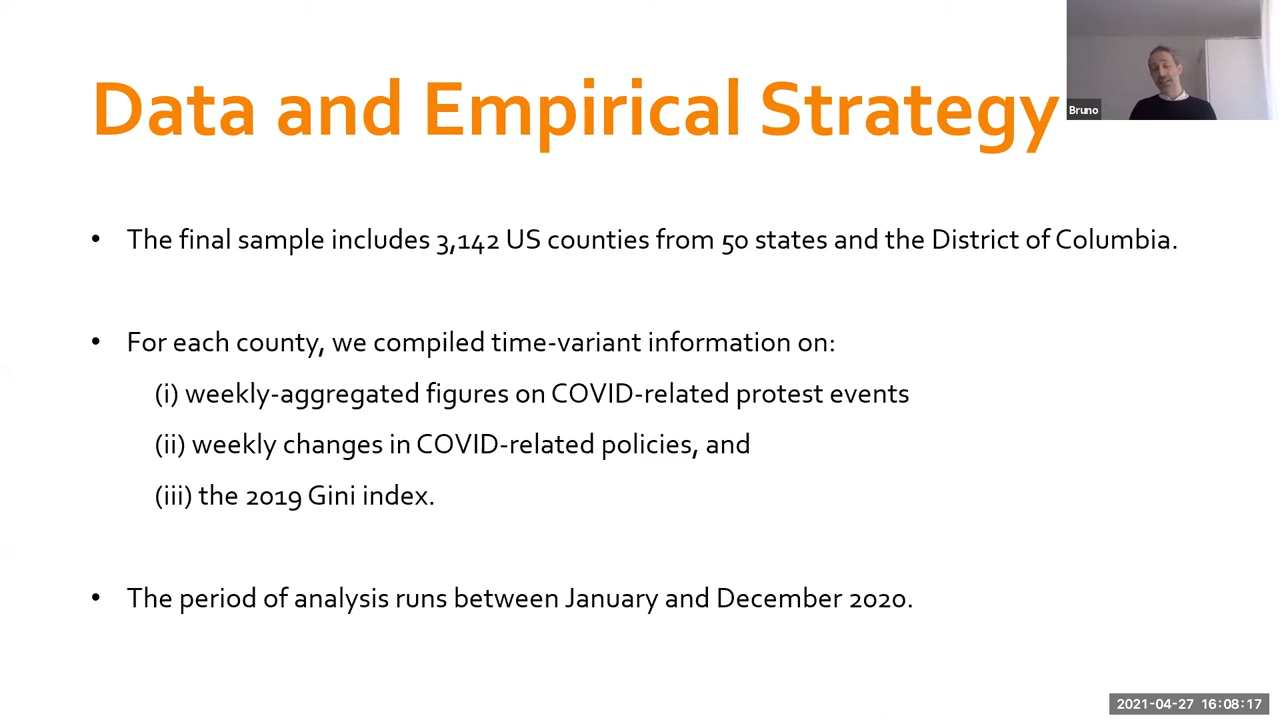 Data and Empirical Strategy
Bruno
• The final sample includes 3,142 US counties from 50 states and the District of Columbia.
• For each county, we compiled time-variant information on:
(i) weekly-aggregated figures on COVID-related protest events
(ii) weekly changes in COVID-related policies, and
(iii) the 2019 Gini index.
• The period of analysis runs between January and December 2020.
2021-04-27 16:08:17